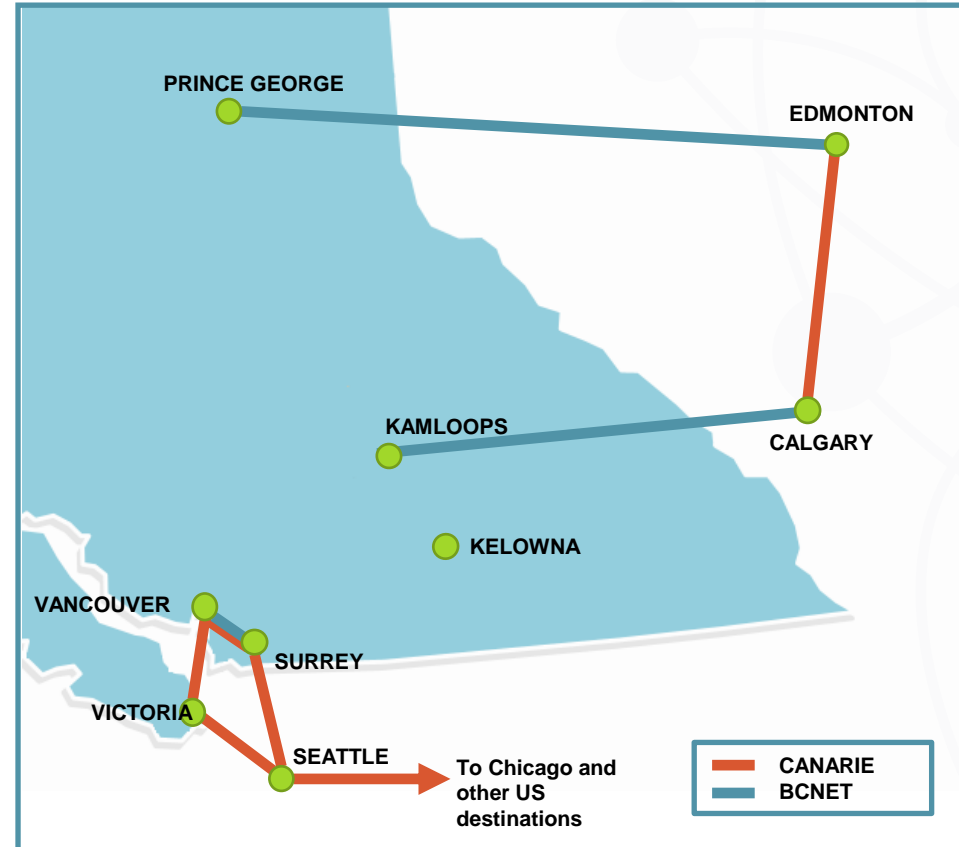 PRINCE GEORGE
EDMONTON
KAMLOOPS
CALGARY
KELOWNA
VANCOUVER
SURREY
VICTORIA
SEATTLE
To Chicago and
other US
destinations
CANARIE
BCNET